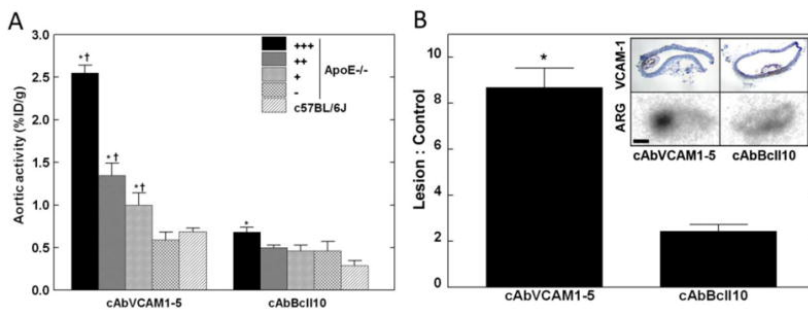 A
Aortic activity (%ID/g)
3.0
2.5
2.0
1.5
1.0
0.5
0.0
*†
*†
*†
*
+++
++
+
-
c57BL/6J
ApoE-/-
cAbVCAM1-5
cAbBcII10
B
Lesion : Control
10
8
6
4
2
0
*
VCAM-1
ARG
cAbVCAM1-5
cAbBcII10
cAbVCAM1-5
cAbBcII10